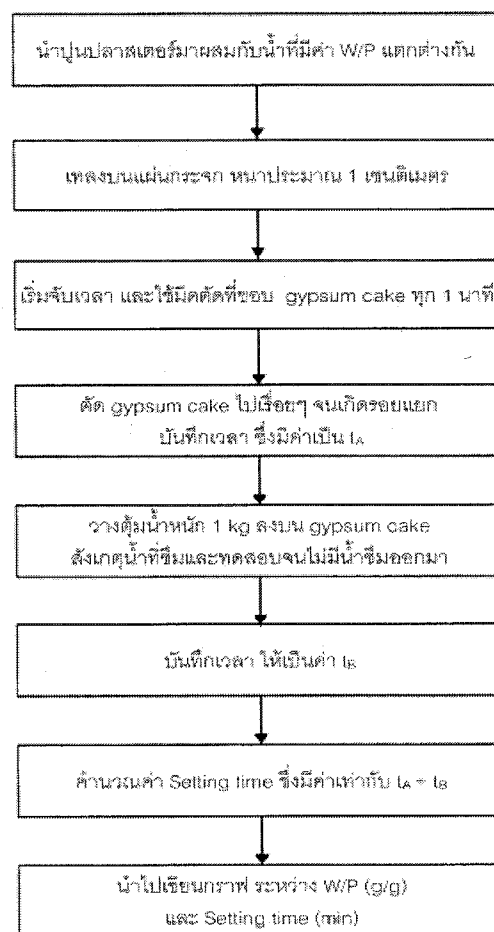 นำปูนปลาสเตอร์มาผสมกับน้ำที่มีค่า W/P แตกต่างกัน
เทลงบนแผ่นกระจก หนาประมาณ 1 เซนติเมตร
เริ่มจับเวลา และใช้มีดตัดที่ขอบ gypsum cake ทุก 1 นาที
ตัด gypsum cake ไปเรื่อยๆ จนเกิดรอยแยก
บันทึกเวลา ซึ่งมีค่าเป็น tA
วางตุ้มน้ำหนัก 1 kg ลงบน gypsum cake
สังเกตุน้ำที่ซึมและทดสอบจนไม่มีน้ำซึมออกมา
บันทึกเวลา ให้เป็นค่า tB
คำนวณค่า Setting time ซึ่งมีค่าเท่ากับ tA + tB
นำไปเขียนกราฟ ระหว่าง W/P (g/g)
และ Setting time (min)